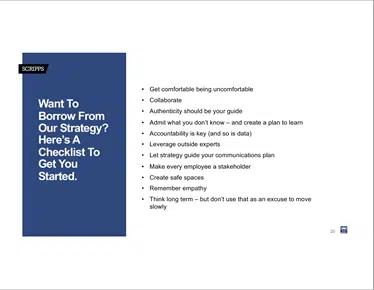 SCRIPPS
Want To
Borrow From
Our Strategy?
Here's A
Checklist To
Get You
Started.
• Get comfortable being uncomfortable
• Collaborate
• Authenticity should be your guide
• Admit what you don't know – and create a plan to learn
• Accountability is key (and so is data)
• Leverage outside experts
• Let strategy guide your communications plan
• Make every employee a stakeholder
• Create safe spaces
• Remember empathy
• Think long term – but don't use that as an excuse to move
slowly